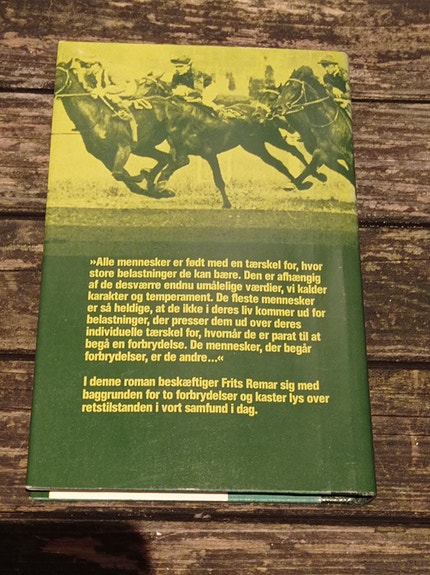 »Alle mennesker er født med en tærskel for, hvor
store belastninger de kan bære. Den er afhængig
af de desværre endnu umålelige værdier, vi kalder
karakter og temperament. De fleste mennesker
er så heldige, at de ikke i deres liv kommer ud for
belastninger, der presser dem ud over deres
individuelle tærskel for, hvornår de er parat til at
begå en forbrydelse. De mennesker, der begår
forbrydelser, er de andre...«
I denne roman beskæftiger Frits Remar sig med
baggrunden for to forbrydelser og kaster lys over
retstilstanden i vort samfund i dag.